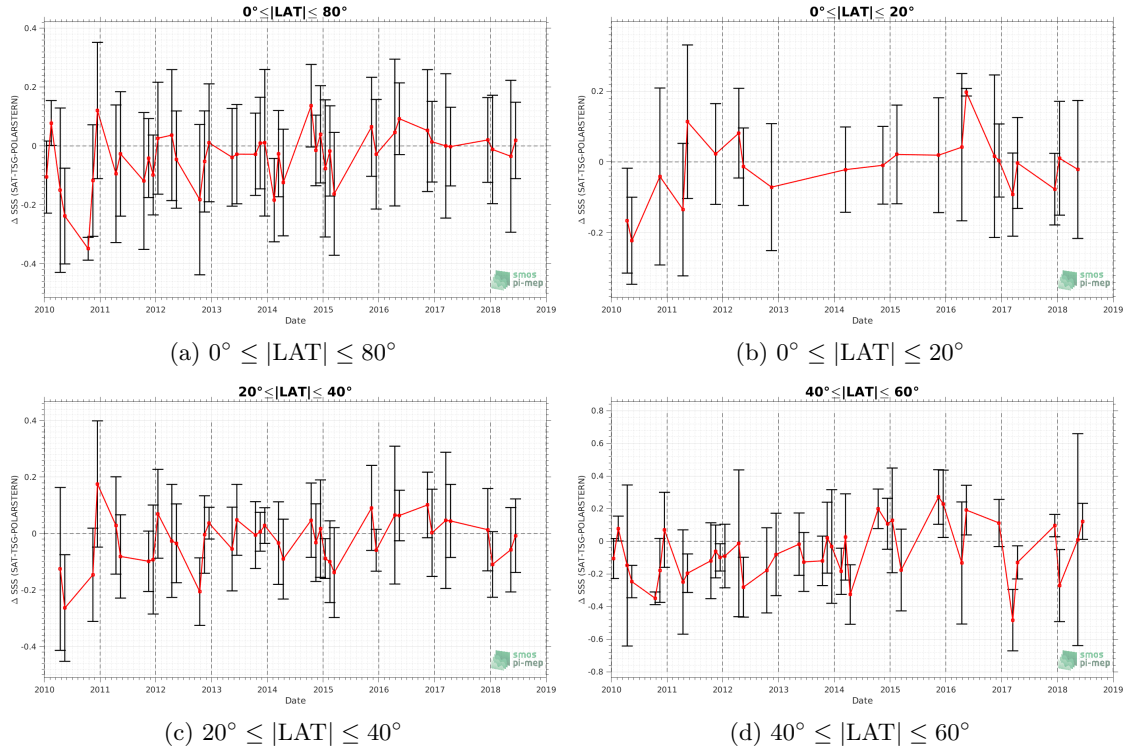 0°≤|LAT|≤ 80°
Δ SSS (SAT-TSG-POLARSTERN)
0.4
0.2
0
-0.2
-0.4
2010 2011 2012 2013 2014 2015 2016 2017 2018 2019
Date
smos
pi-mep
(a) 0° ≤ |LAT| ≤ 80°
0°≤|LAT|≤ 20°
Δ SSS (SAT-TSG-POLARSTERN)
0.2
0
-0.2
2010 2011 2012 2013 2014 2015 2016 2017 2018 2019
Date
smos
pi-mep
(b) 0° ≤ |LAT| ≤ 20°
20°≤|LAT|≤ 40°
Δ SSS (SAT-TSG-POLARSTERN)
0.4
0.2
0
-0.2
-0.4
2010 2011 2012 2013 2014 2015 2016 2017 2018 2019
Date
smos
pi-mep
(c) 20° ≤ |LAT| ≤ 40°
40°≤|LAT|≤ 60°
Δ SSS (SAT-TSG-POLARSTERN)
0.8
0.6
0.4
0.2
0
-0.2
-0.4
-0.6
-0.8
2010 2011 2012 2013 2014 2015 2016 2017 2018 2019
Date
smos
pi-mep
(d) 40° ≤ |LAT| ≤ 60°